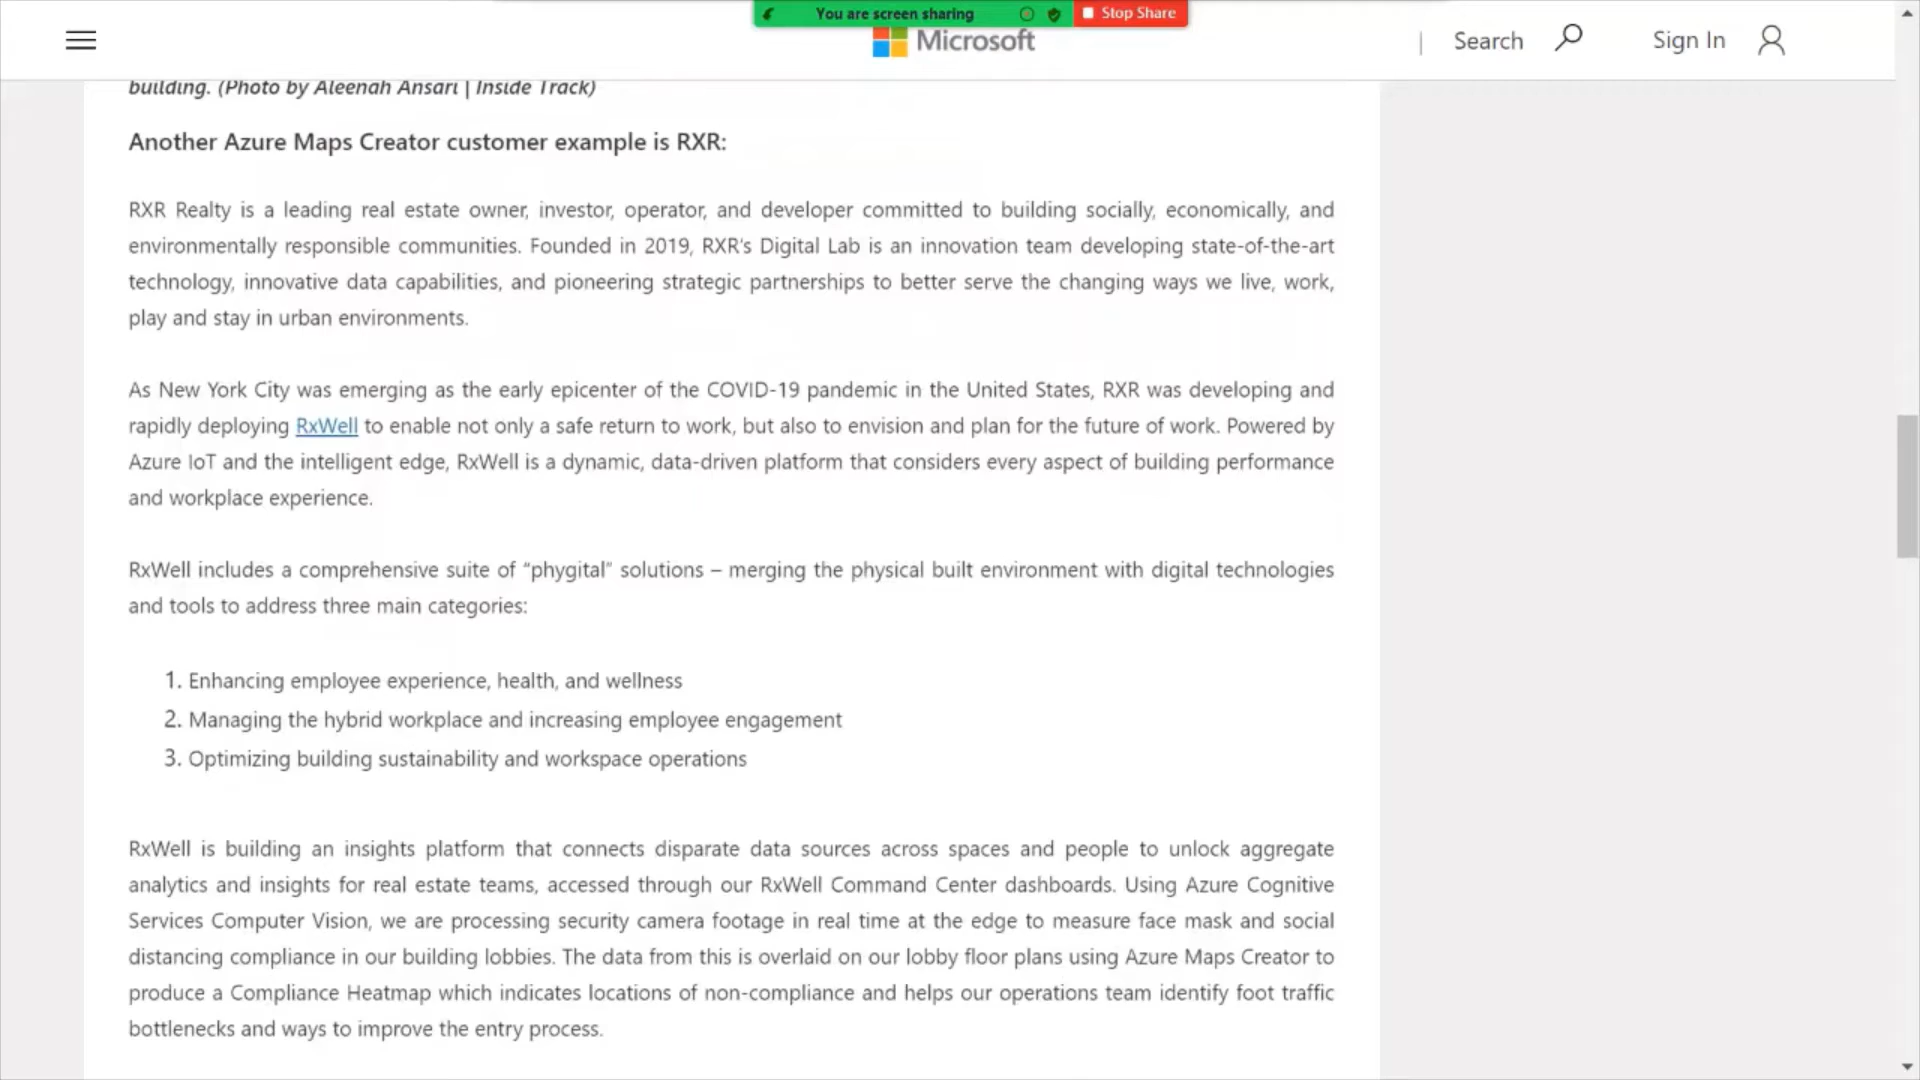 You are screen sharing
Stop Share
Microsoft
Search
Sign In
building. (Photo by Aleenah Ansari | Inside Track)
Another Azure Maps Creator customer example is RXR:
RXR Realty is a leading real estate owner, investor, operator, and developer committed to building socially, economically, and
environmentally responsible communities. Founded in 2019, RXR's Digital Lab is an innovation team developing state-of-the-art
technology, innovative data capabilities, and pioneering strategic partnerships to better serve the changing ways we live, work,
play and stay in urban environments.
As New York City was emerging as the early epicenter of the COVID-19 pandemic in the United States, RXR was developing and
rapidly deploying RxWell to enable not only a safe return to work, but also to envision and plan for the future of work. Powered by
Azure IoT and the intelligent edge, RxWell is a dynamic, data-driven platform that considers every aspect of building performance
and workplace experience.
RxWell includes a comprehensive suite of “phygital” solutions – merging the physical built environment with digital technologies
and tools to address three main categories:
1. Enhancing employee experience, health, and wellness
2. Managing the hybrid workplace and increasing employee engagement
3. Optimizing building sustainability and workspace operations
RxWell is building an insights platform that connects disparate data sources across spaces and people to unlock aggregate
analytics and insights for real estate teams, accessed through our RxWell Command Center dashboards. Using Azure Cognitive
Services Computer Vision, we are processing security camera footage in real time at the edge to measure face mask and social
distancing compliance in our building lobbies. The data from this is overlaid on our lobby floor plans using Azure Maps Creator to
produce a Compliance Heatmap which indicates locations of non-compliance and helps our operations team identify foot traffic
bottlenecks and ways to improve the entry process.